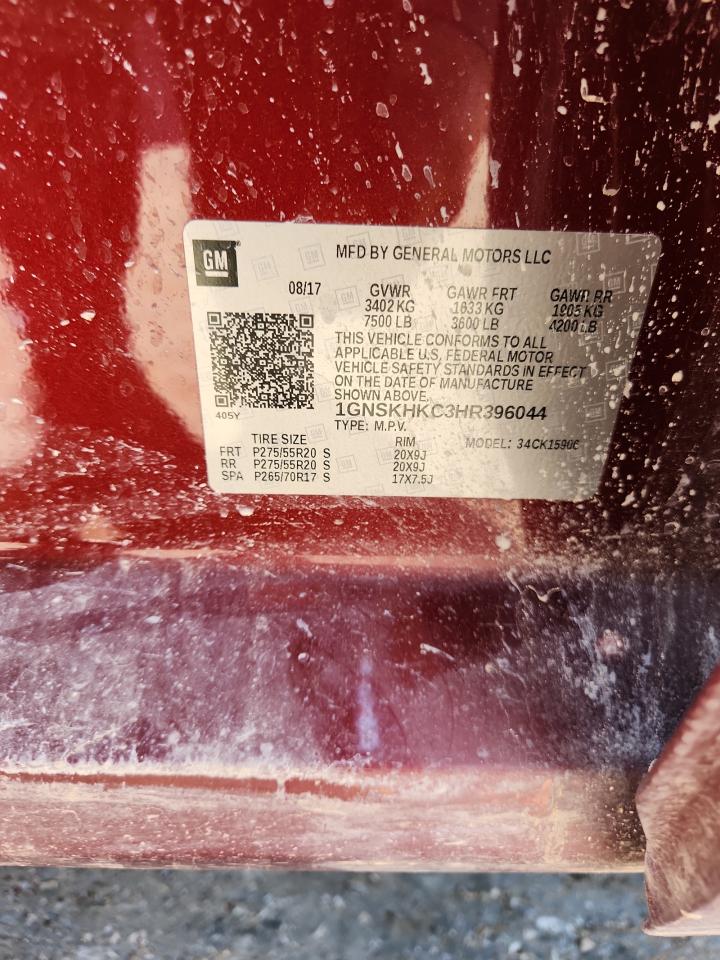 GM
MFD BY GENERAL MOTORS LLC
08/17 GVWR GAWR FRT GAWR RR
3402 KG 1633 KG 1905 KG
7500 LB 3600 LB 4200 LB
THIS VEHICLE CONFORMS TO ALL
APPLICABLE U.S. FEDERAL MOTOR
VEHICLE SAFETY STANDARDS IN EFFECT
ON THE DATE OF MANUFACTURE
SHOWN ABOVE.
405Y
1GNSKHKC3HR396044
TYPE: M.P.V.
TIRE SIZE RIM MODEL:
FRT P275/55R20 S 20X9J
RR P275/55R20 S 20X9J
SPA P265/70R17 S 17X7.5J